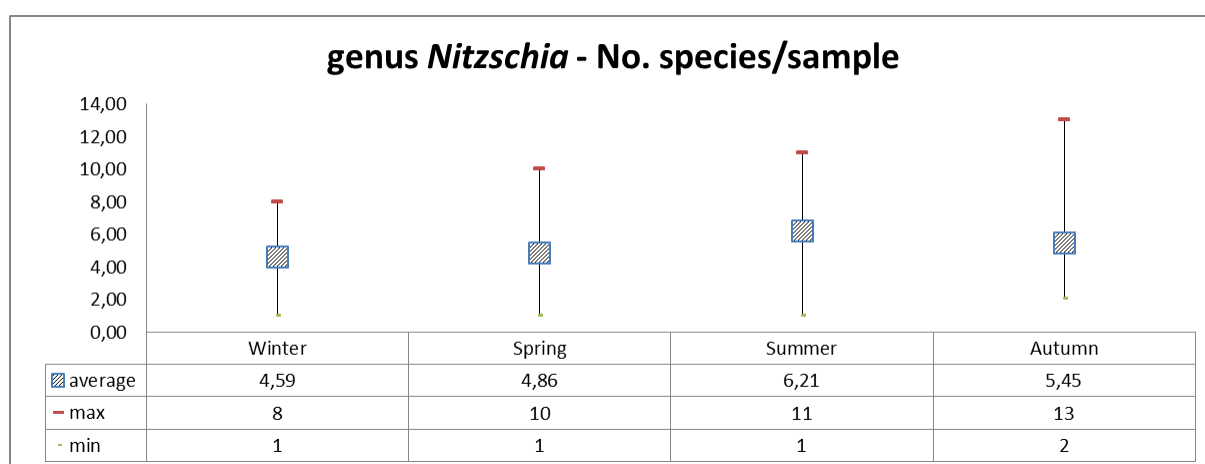 genus Nitzschia - No. species/sample
14,00
12,00
10,00
8,00
6,00
4,00
2,00
0,00
Winter Spring Summer Autumn
average 4,59 4,86 6,21 5,45
max 8 10 11 13
min 1 1 1 2